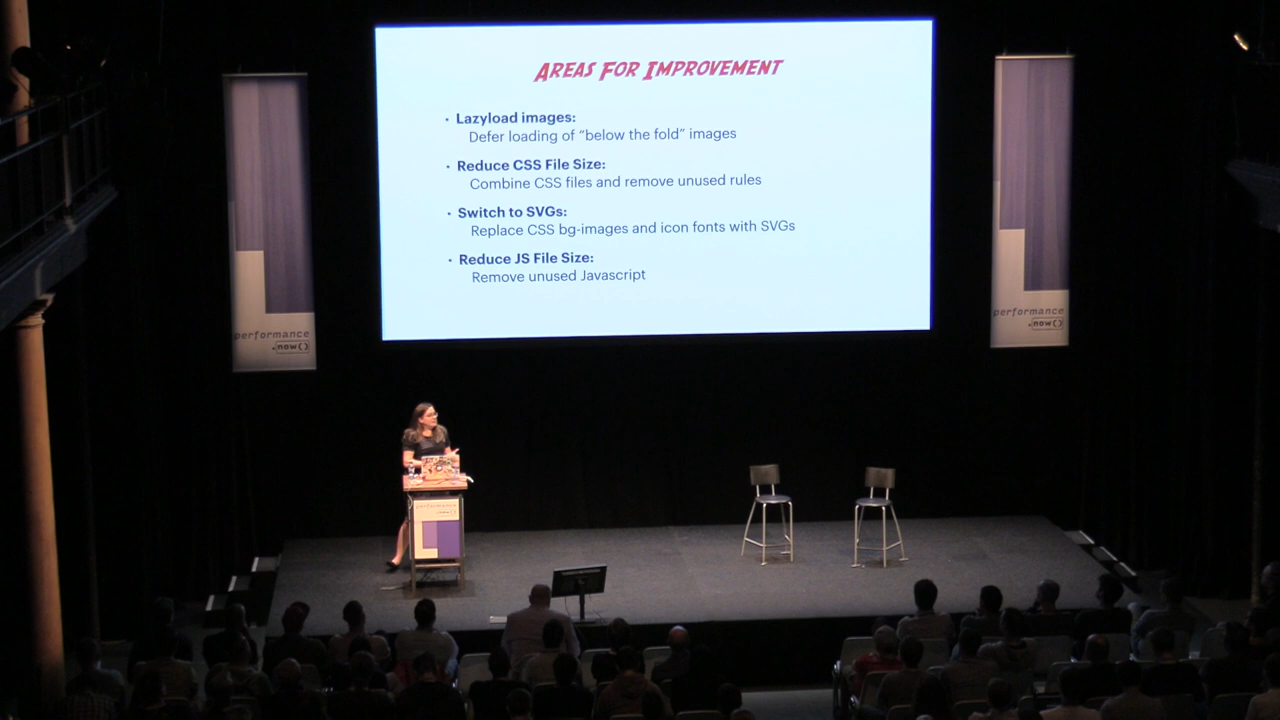 AREAS FOR IMPROVEMENT
• Lazyload images:
Defer loading of “below the fold” images
• Reduce CSS File Size:
Combine CSS files and remove unused rules
• Switch to SVGs:
Replace CSS bg-images and icon fonts with SVGs
• Reduce JS File Size:
Remove unused Javascript
performance
.now()
performance
.now()
performance
.now()